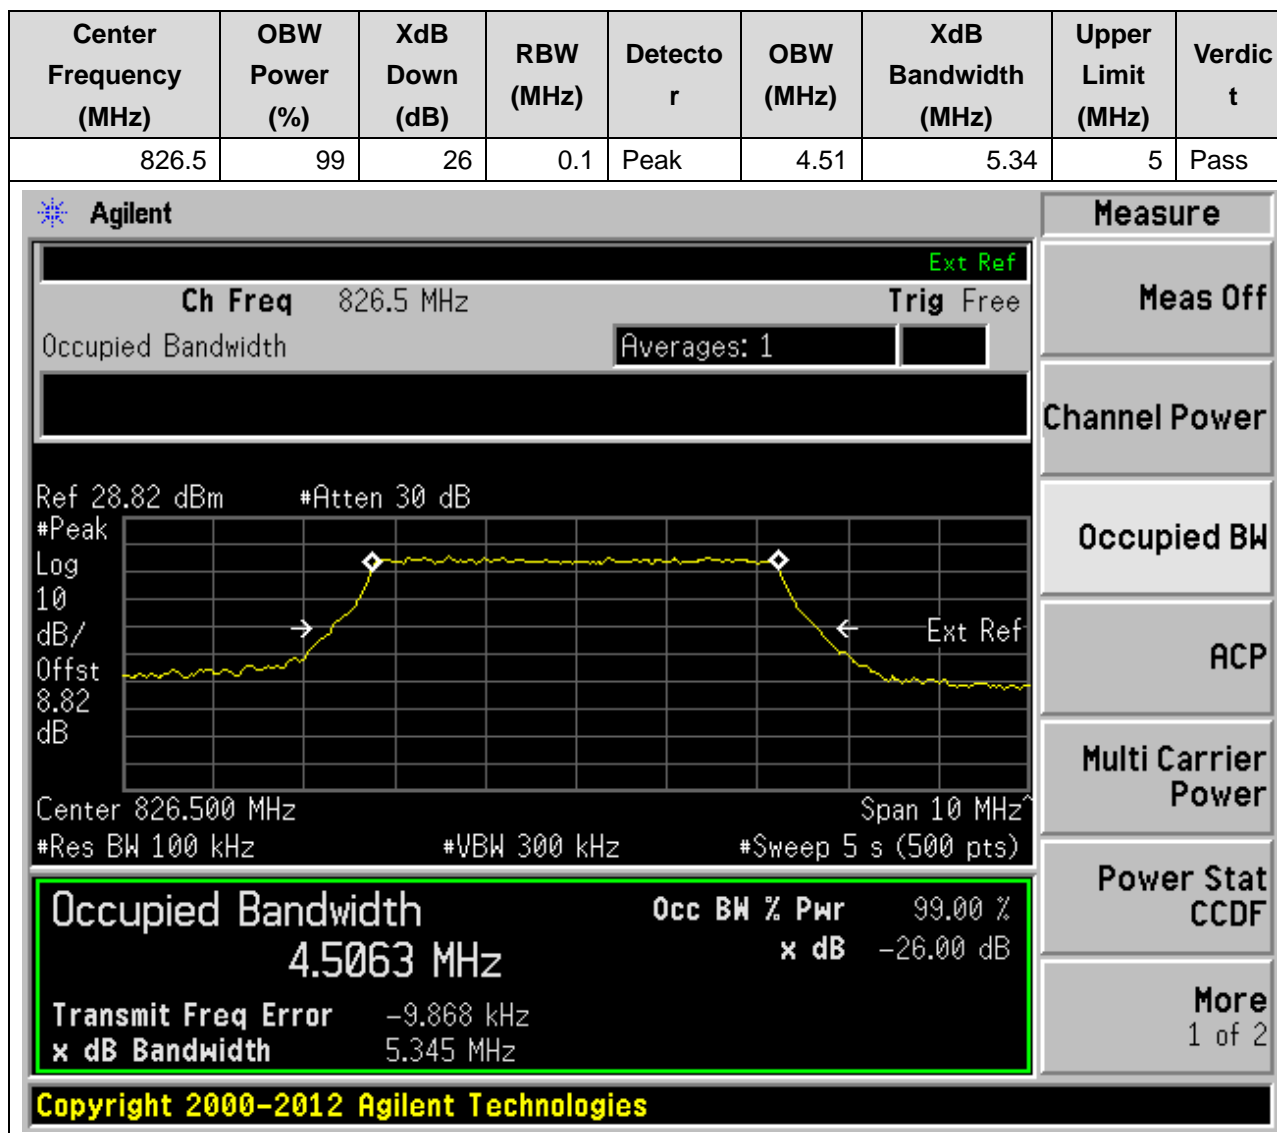 Center Frequency (MHz) OBW Power (%) XdB Down (dB) RBW (MHz) Detecto r OBW (MHz) XdB Bandwidth (MHz) Upper Limit (MHz) Verdic t
826.5 99 26 0.1 Peak 4.51 5.34 5 Pass
Agilent
Measure
Ext Ref
Ch Freq 826.5 MHz Trig Free
Meas Off
Occupied Bandwidth Averages: 1
Channel Power
Ref 28.82 dBm #Atten 30 dB
#Peak
Log
10
dB/
Offst
8.82
dB
Ext Ref
Occupied BW
ACP
Multi Carrier
Power
Center 826.500 MHz Span 10 MHz^
#Res BW 100 kHz #VBW 300 kHz #Sweep 5 s (500 pts)
Power Stat
CCDF
Occupied Bandwidth Occ BW % Pwr 99.00 %
4.5063 MHz x dB -26.00 dB
Transmit Freq Error -9.868 kHz
x dB Bandwidth 5.345 MHz
More
1 of 2
Copyright 2000-2012 Agilent Technologies